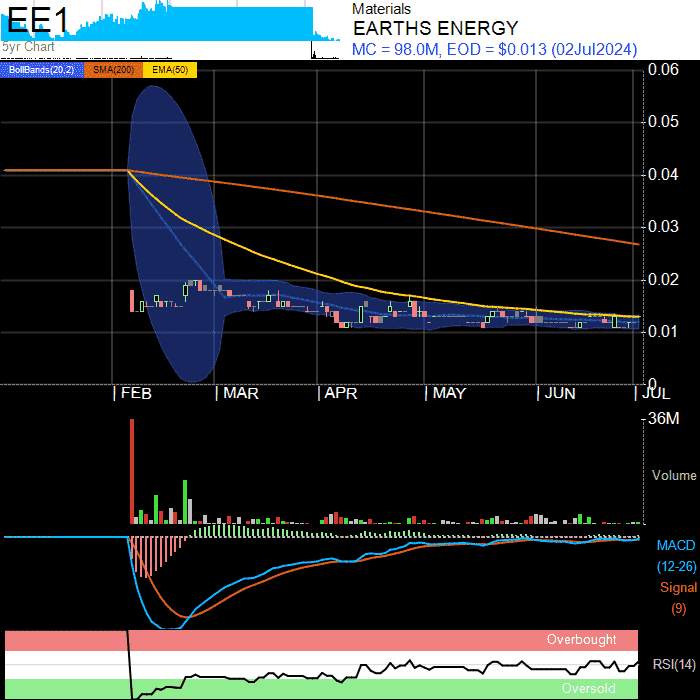 EE1
5yr Chart
Materials
EARTHS ENERGY
MC = 98.0M, EOD = $0.013 (02Jul2024)
BollBands(20,2) SMA(200) EMA(50)
0.06
0.05
0.04
0.03
0.02
0.01
0
FEB MAR APR MAY JUN JUL
36M
Volume
MACD
(12-26)
Signal
(9)
Overbought
RSI(14)
Oversold